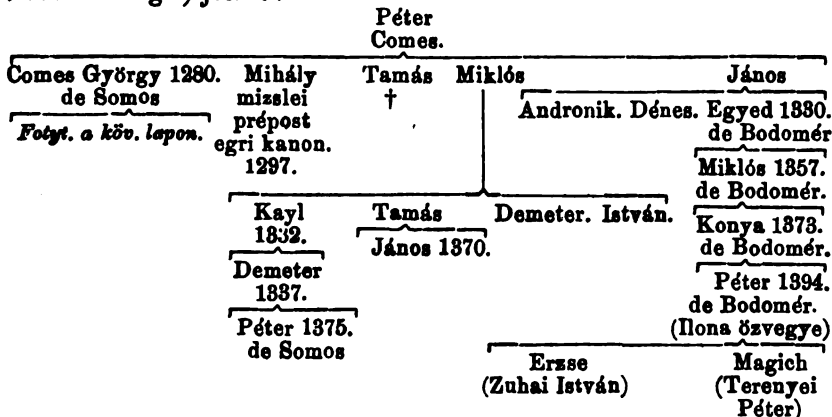 Péter
Comes.
Comes György 1280. Mihály Tamás Miklós János
de Somos mizslei † Andronik. Dénes. Egyed 1330.
Folyt. a köv. lapon. prépost de Bodomér
egri kanon. Miklós 1357.
1297. de Bodomér.
Kayl Tamás Demeter. István. Konya 1373.
1332. János 1370. de Bodomér.
Demeter Péter 1394.
1337. de Bodomér.
Péter 1375. (Ilona özvegye)
de Somos Erzse Magich
(Zuhai István) (Terenyei
Péter)